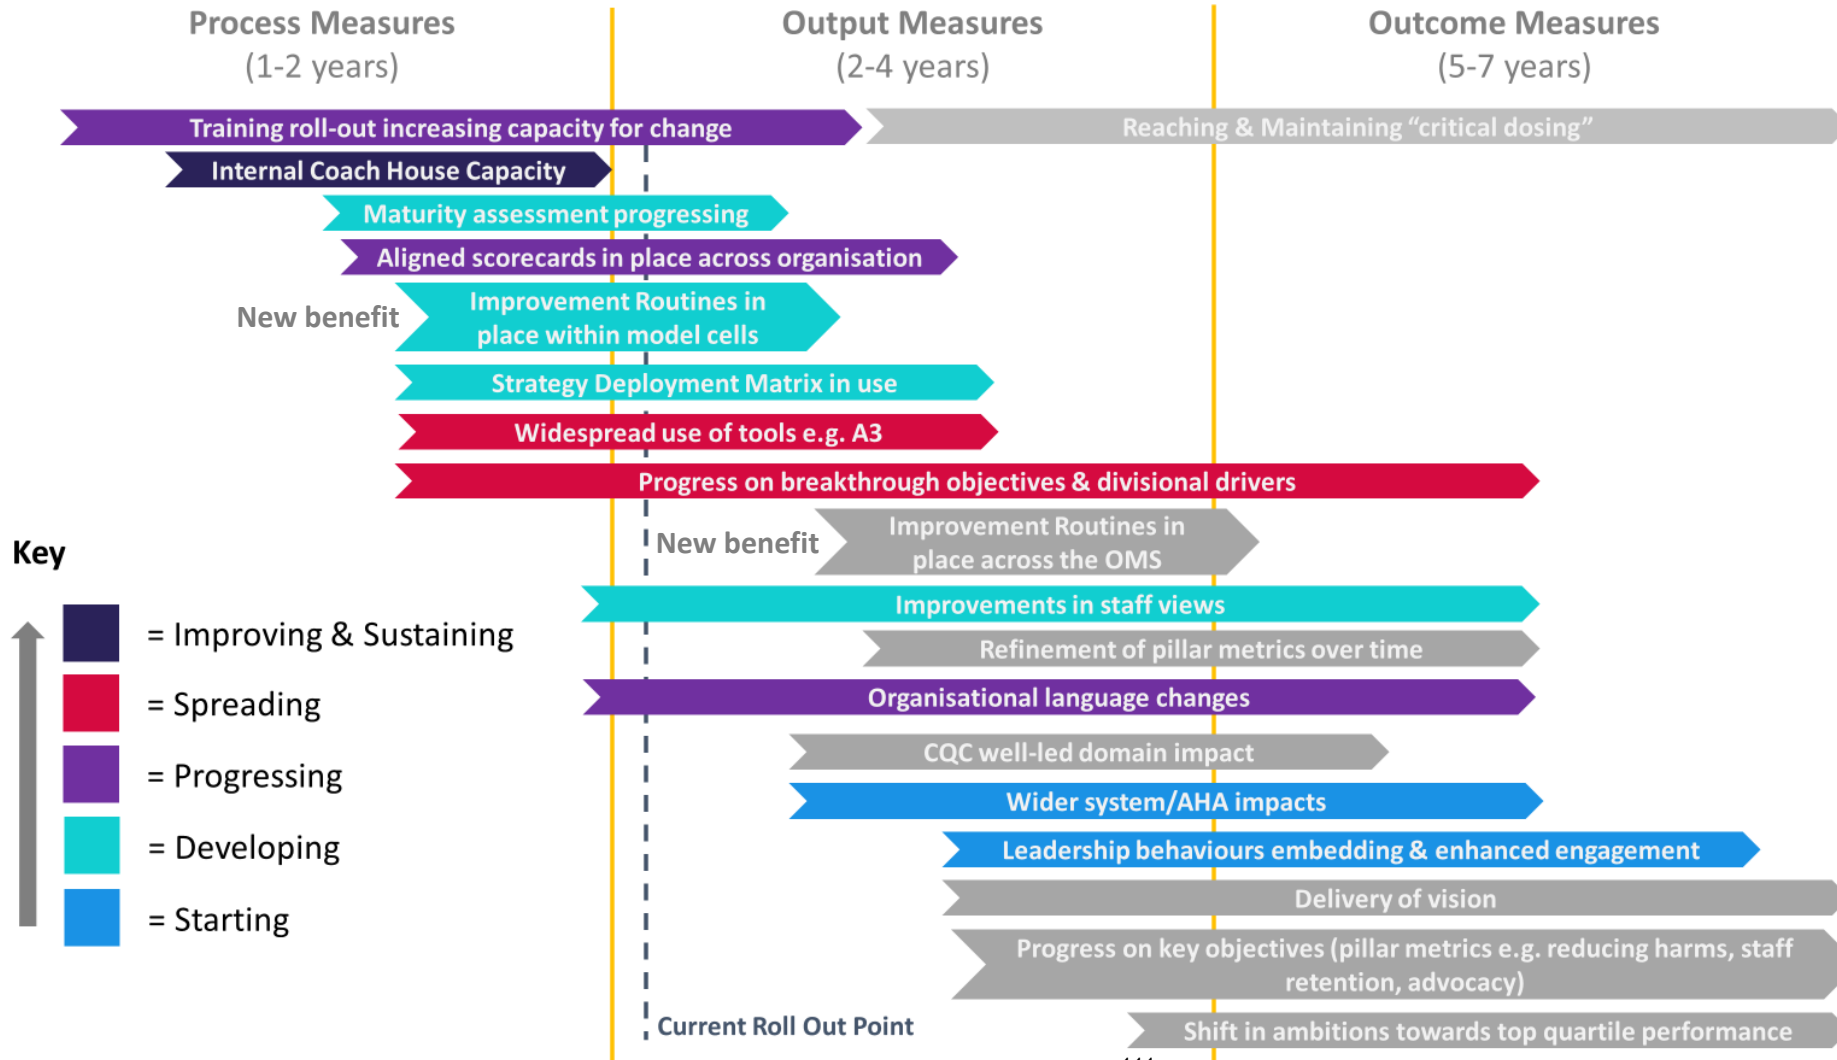 Process Measures
(1-2 years)
Output Measures
(2-4 years)
Outcome Measures
(5-7 years)
Training roll-out increasing capacity for change
Reaching & Maintaining “critical dosing”
Internal Coach House Capacity
Maturity assessment progressing
Aligned scorecards in place across organisation
New benefit
Improvement Routines in
place within model cells
Strategy Deployment Matrix in use
Widespread use of tools e.g. A3
Progress on breakthrough objectives & divisional drivers
New benefit
Improvement Routines in
place across the OMS
Improvements in staff views
Refinement of pillar metrics over time
Organisational language changes
CQC well-led domain impact
Wider system/AHA impacts
Leadership behaviours embedding & enhanced engagement
Delivery of vision
Progress on key objectives (pillar metrics e.g. reducing harms, staff
retention, advocacy)
Shift in ambitions towards top quartile performance
Current Roll Out Point
Key
= Improving & Sustaining
= Spreading
= Progressing
= Developing
= Starting